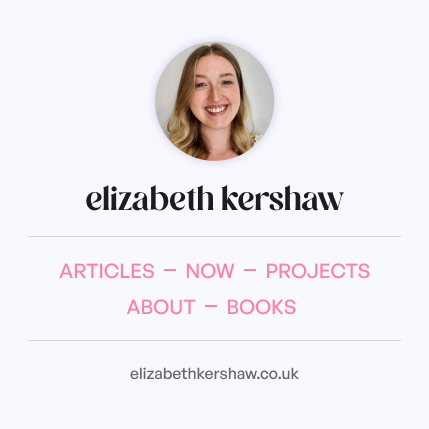 elizabeth kershaw
ARTICLES – NOW – PROJECTS
ABOUT – BOOKS
elizabethkershaw.co.uk